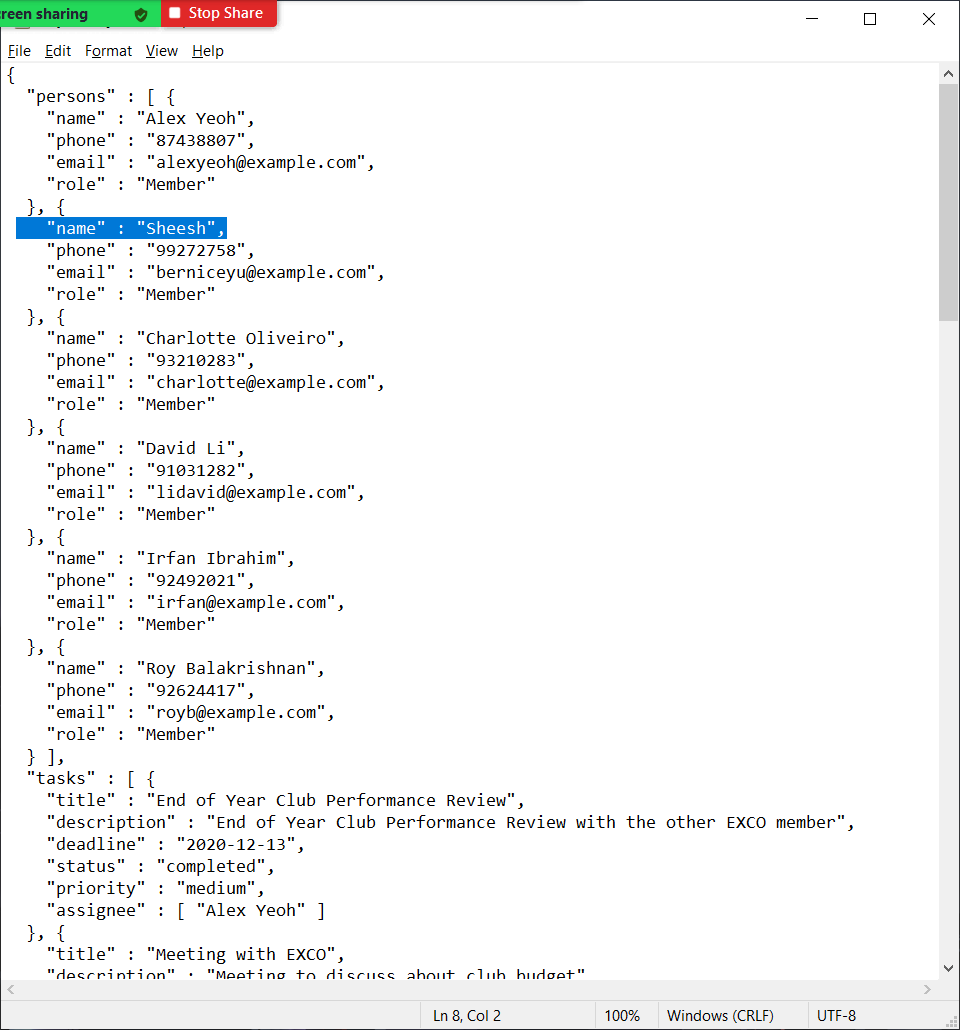 creen sharing
Stop Share
File Edit Format View Help
{
  "persons" : [ {
    "name" : "Alex Yeoh",
    "phone" : "87438807",
    "email" : "alexyeoh@example.com",
    "role" : "Member"
  }, {
    "name" : "Sheesh",
    "phone" : "99272758",
    "email" : "berniceyu@example.com",
    "role" : "Member"
  }, {
    "name" : "Charlotte Oliveiro",
    "phone" : "93210283",
    "email" : "charlotte@example.com",
    "role" : "Member"
  }, {
    "name" : "David Li",
    "phone" : "91031282",
    "email" : "lidavid@example.com",
    "role" : "Member"
  }, {
    "name" : "Irfan Ibrahim",
    "phone" : "92492021",
    "email" : "irfan@example.com",
    "role" : "Member"
  }, {
    "name" : "Roy Balakrishnan",
    "phone" : "92624417",
    "email" : "royb@example.com",
    "role" : "Member"
  } ],
  "tasks" : [ {
    "title" : "End of Year Club Performance Review",
    "description" : "End of Year Club Performance Review with the other EXCO member",
    "deadline" : "2020-12-13",
    "status" : "completed",
    "priority" : "medium",
    "assignee" : [ "Alex Yeoh" ]
  }, {
    "title" : "Meeting with EXCO",
    "description" : "Meeting to discuss about club budget"
Ln 8, Col 2 100% Windows (CRLF) UTF-8